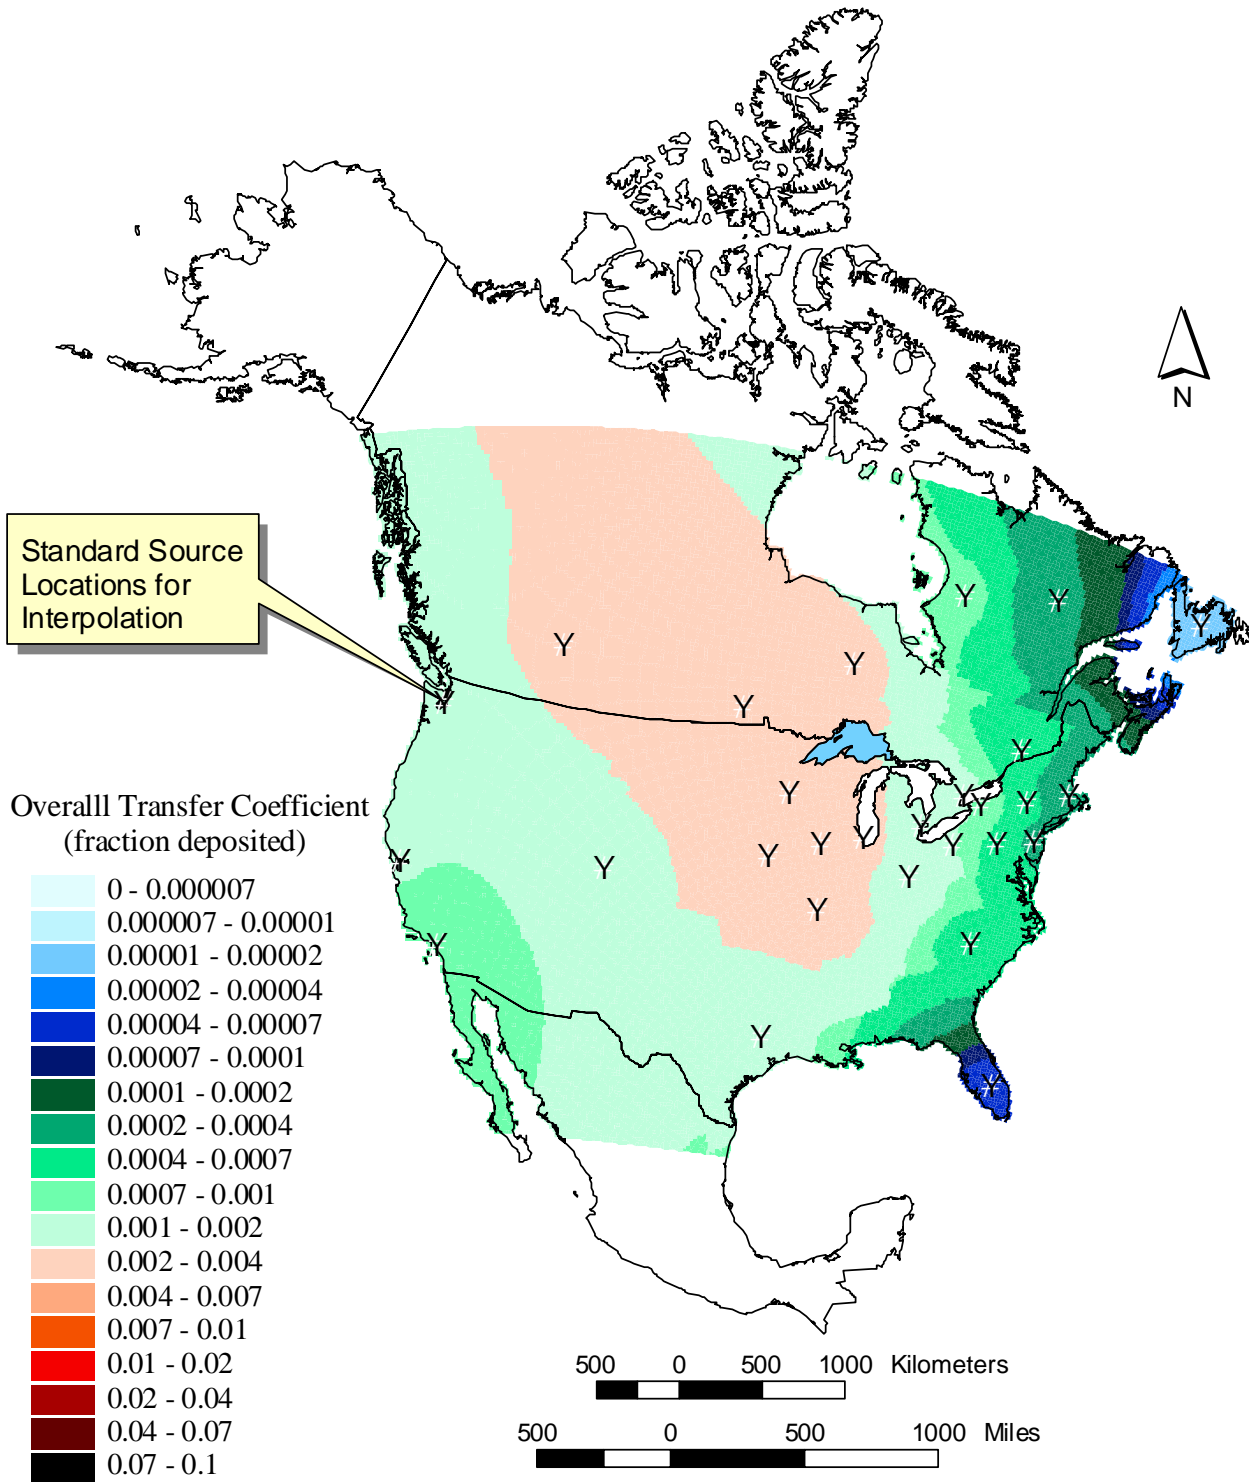 N
Standard Source
Locations for
Interpolation
Overalll Transfer Coefficient
(fraction deposited)
0 - 0.000007
0.000007 - 0.00001
0.00001 - 0.00002
0.00002 - 0.00004
0.00004 - 0.00007
0.00007 - 0.0001
0.0001 - 0.0002
0.0002 - 0.0004
0.0004 - 0.0007
0.0007 - 0.001
0.001 - 0.002
0.002 - 0.004
0.004 - 0.007
0.007 - 0.01
0.01 - 0.02
0.02 - 0.04
0.04 - 0.07
0.07 - 0.1
500 0 500 1000 Kilometers
500 0 500 1000 Miles